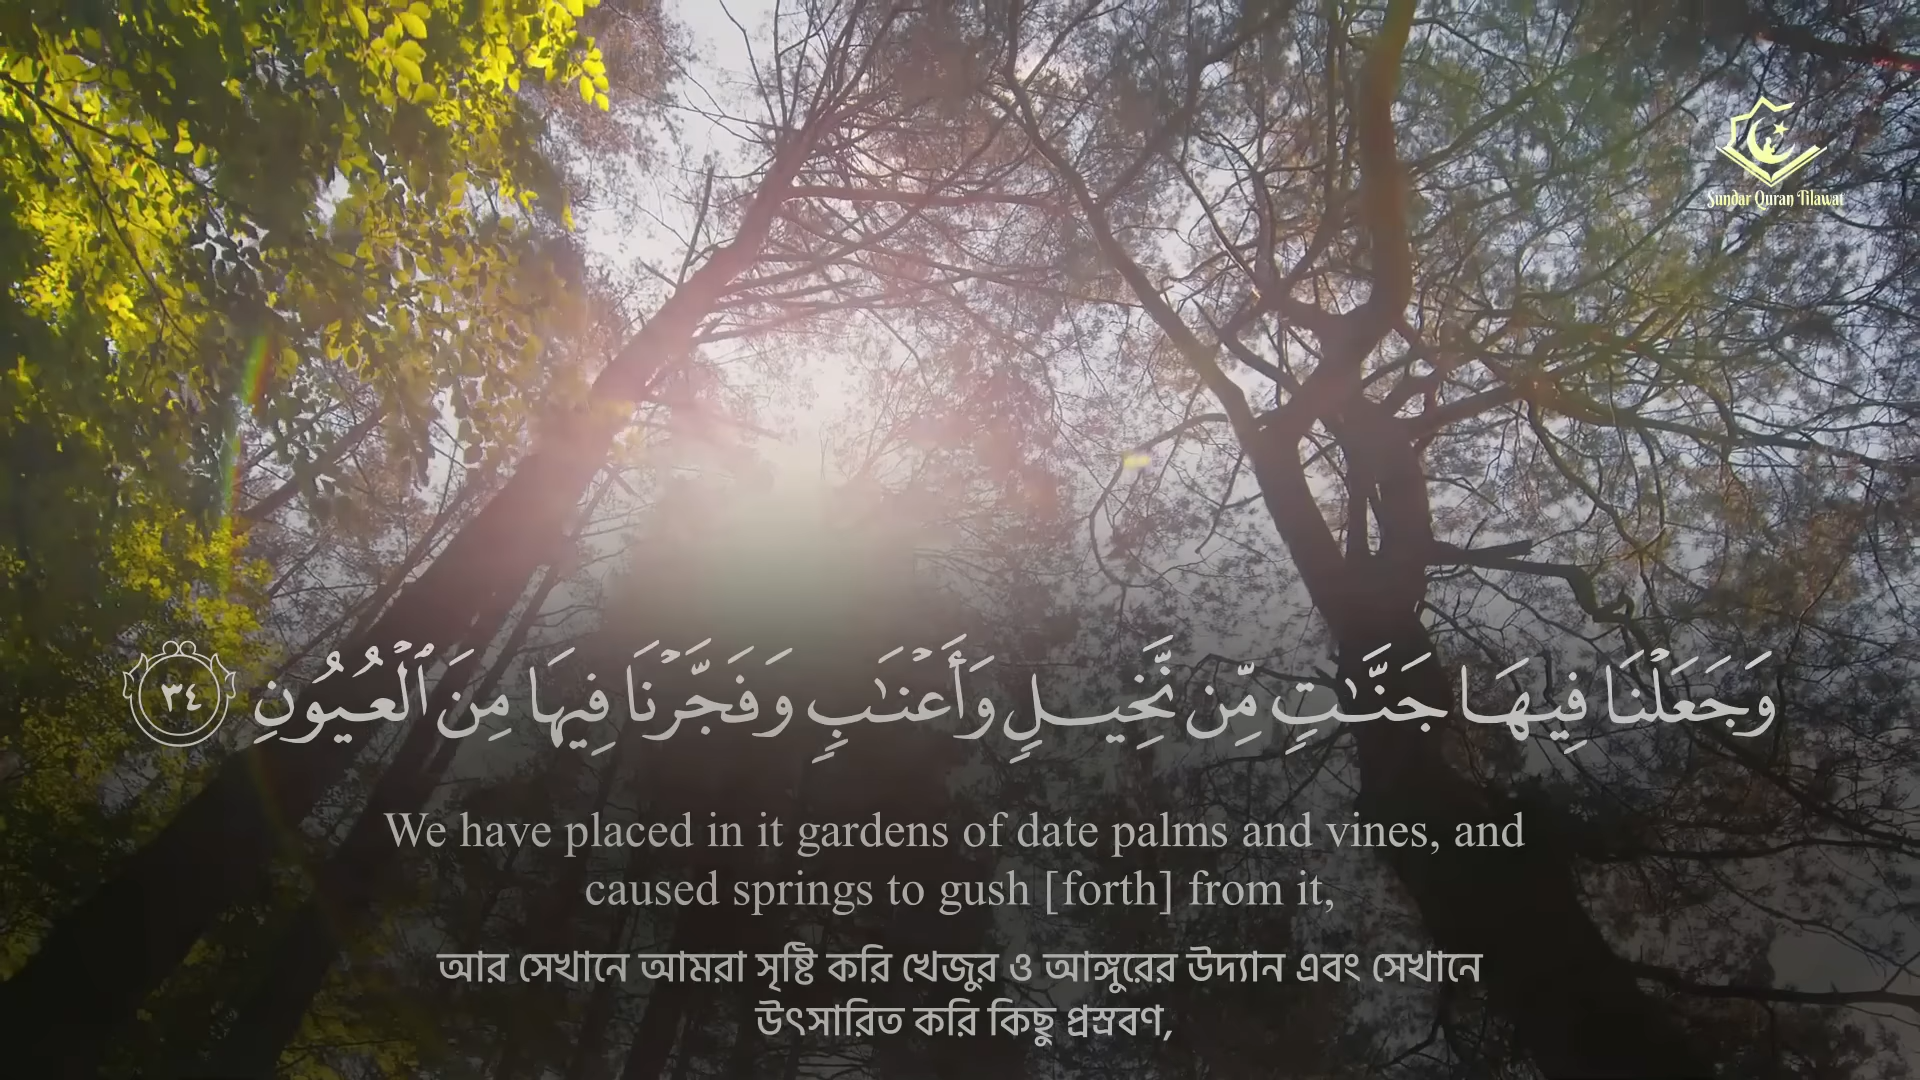 Sundar Quran Tilawat
وَجَعَلْنَا فِيهَا جَنَّـٰتٍ مِّن نَّخِيلٍ وَأَعْنَـٰبٍ وَفَجَّرْنَا فِيهَا مِنَ ٱلْعُيُونِ ٣٤
We have placed in it gardens of date palms and vines, and
caused springs to gush [forth] from it,
আর সেখানে আমরা সৃষ্টি করি খেজুর ও আঙ্গুরের উদ্যান এবং সেখানে
উৎসারিত করি কিছু প্রস্রবণ,